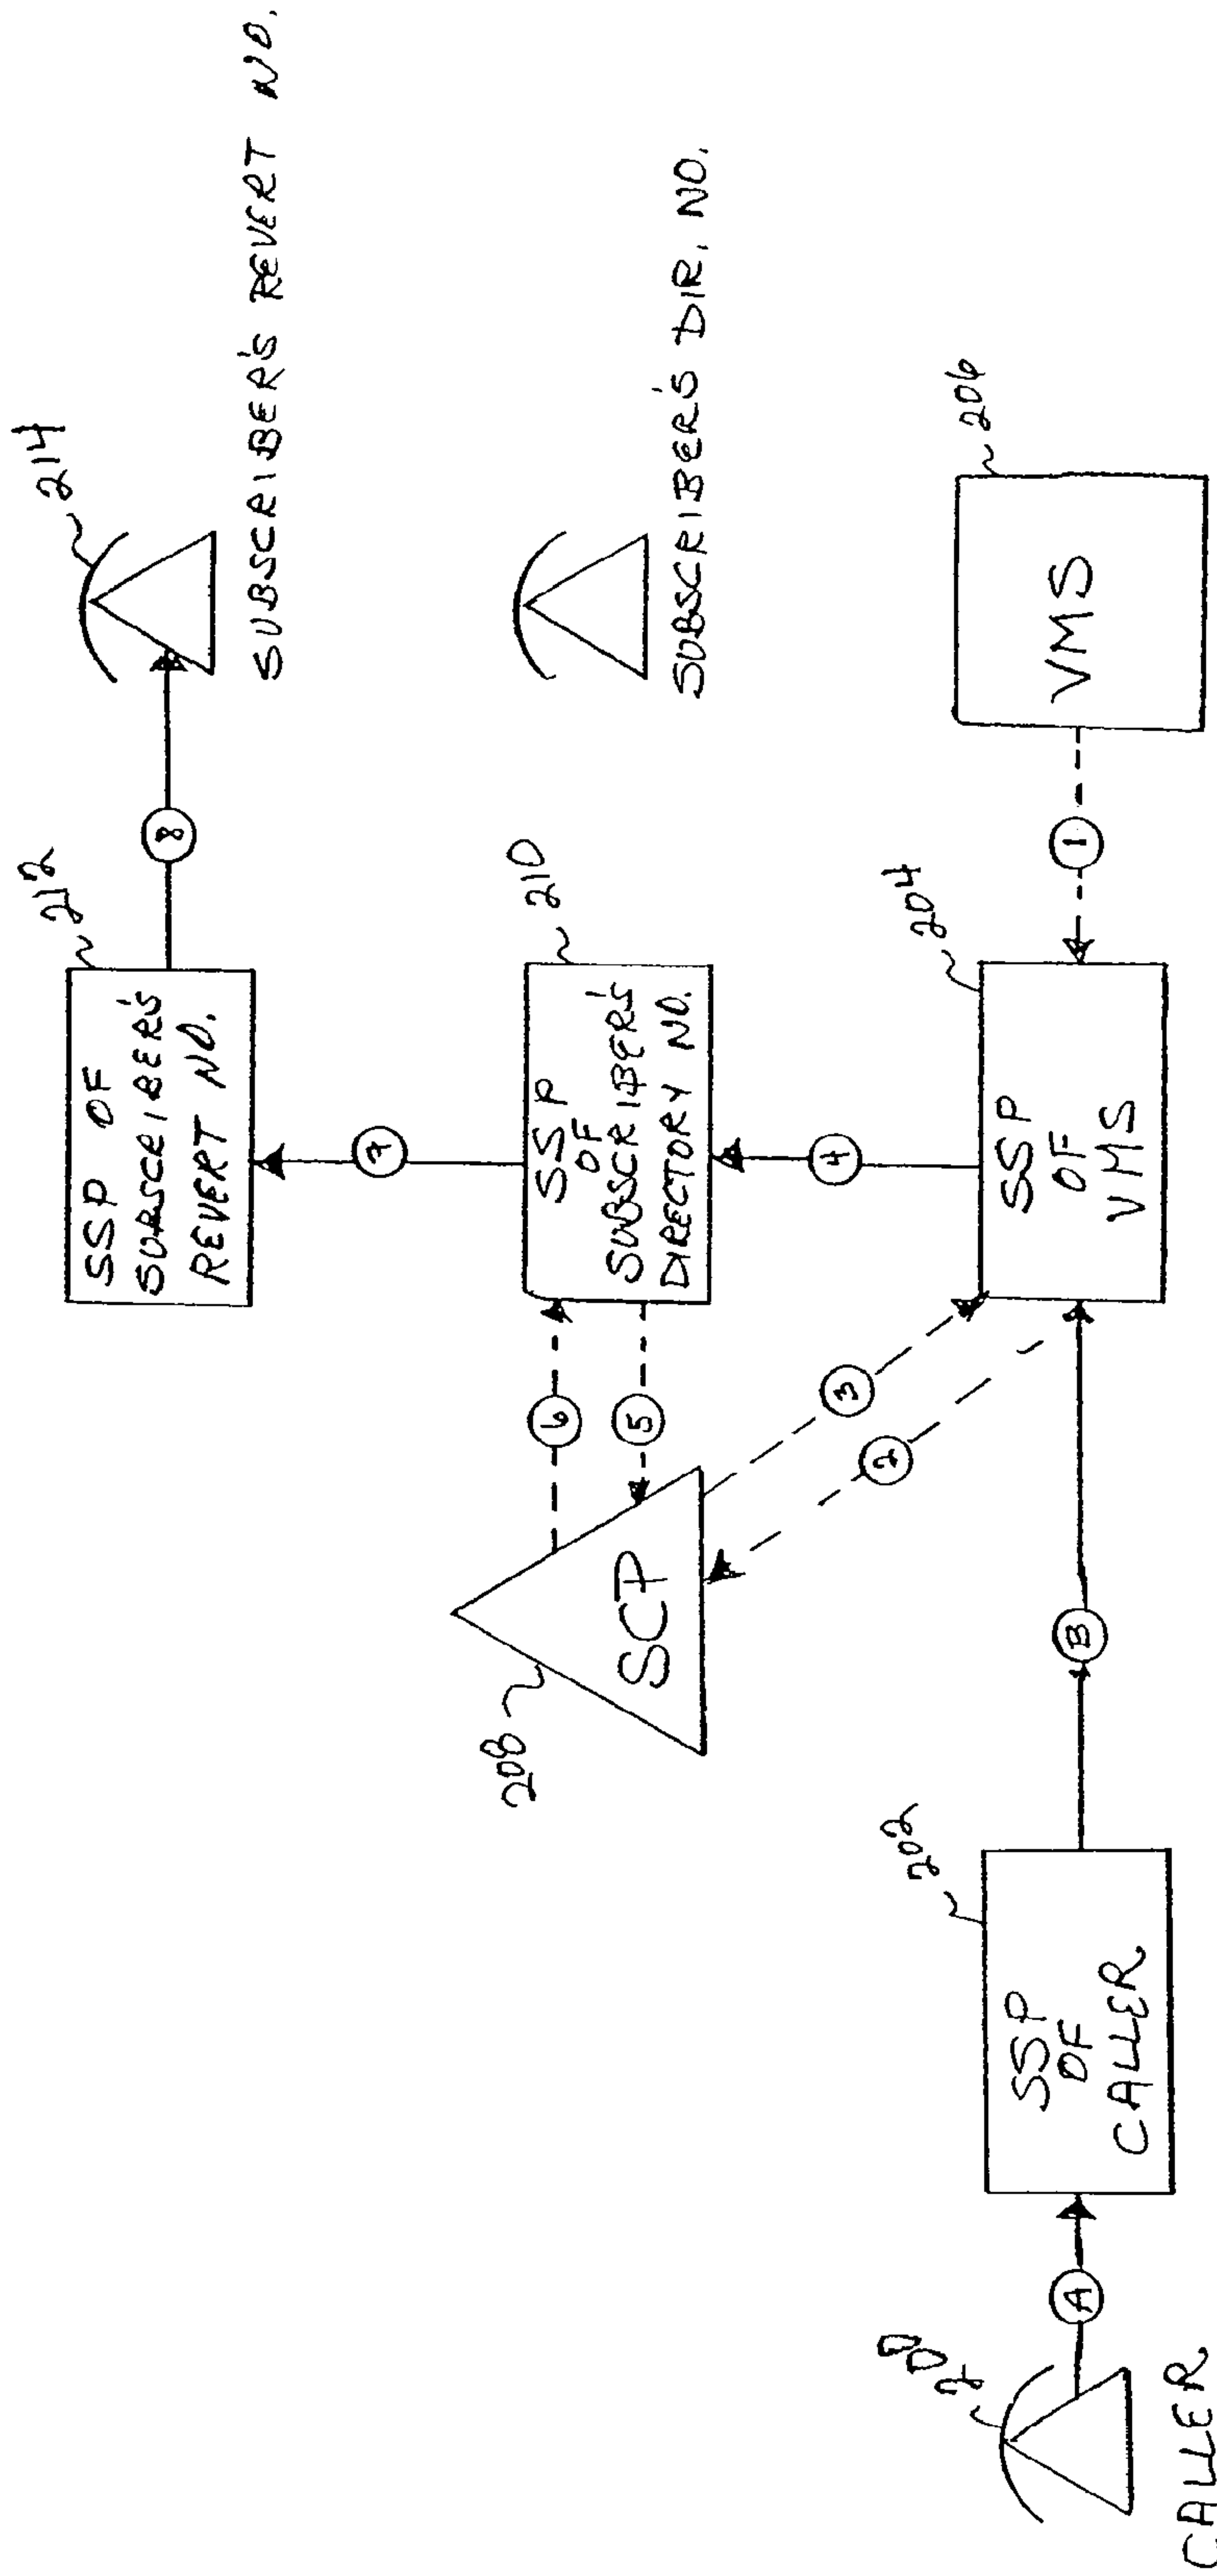 212
214
SSP OF
SUBSCRIBER'S
REVERT NO.
8
SUBSCRIBER'S REVERT NO.
7
208
SCP
6
5
210
SSP
OF
SUBSCRIBER'S
DIRECTORY NO.
SUBSCRIBER'S DIR. NO.
3
2
4
200
CALLER
A
202
SSP
OF
CALLER
B
204
SSP
OF
VMS
1
206
VMS